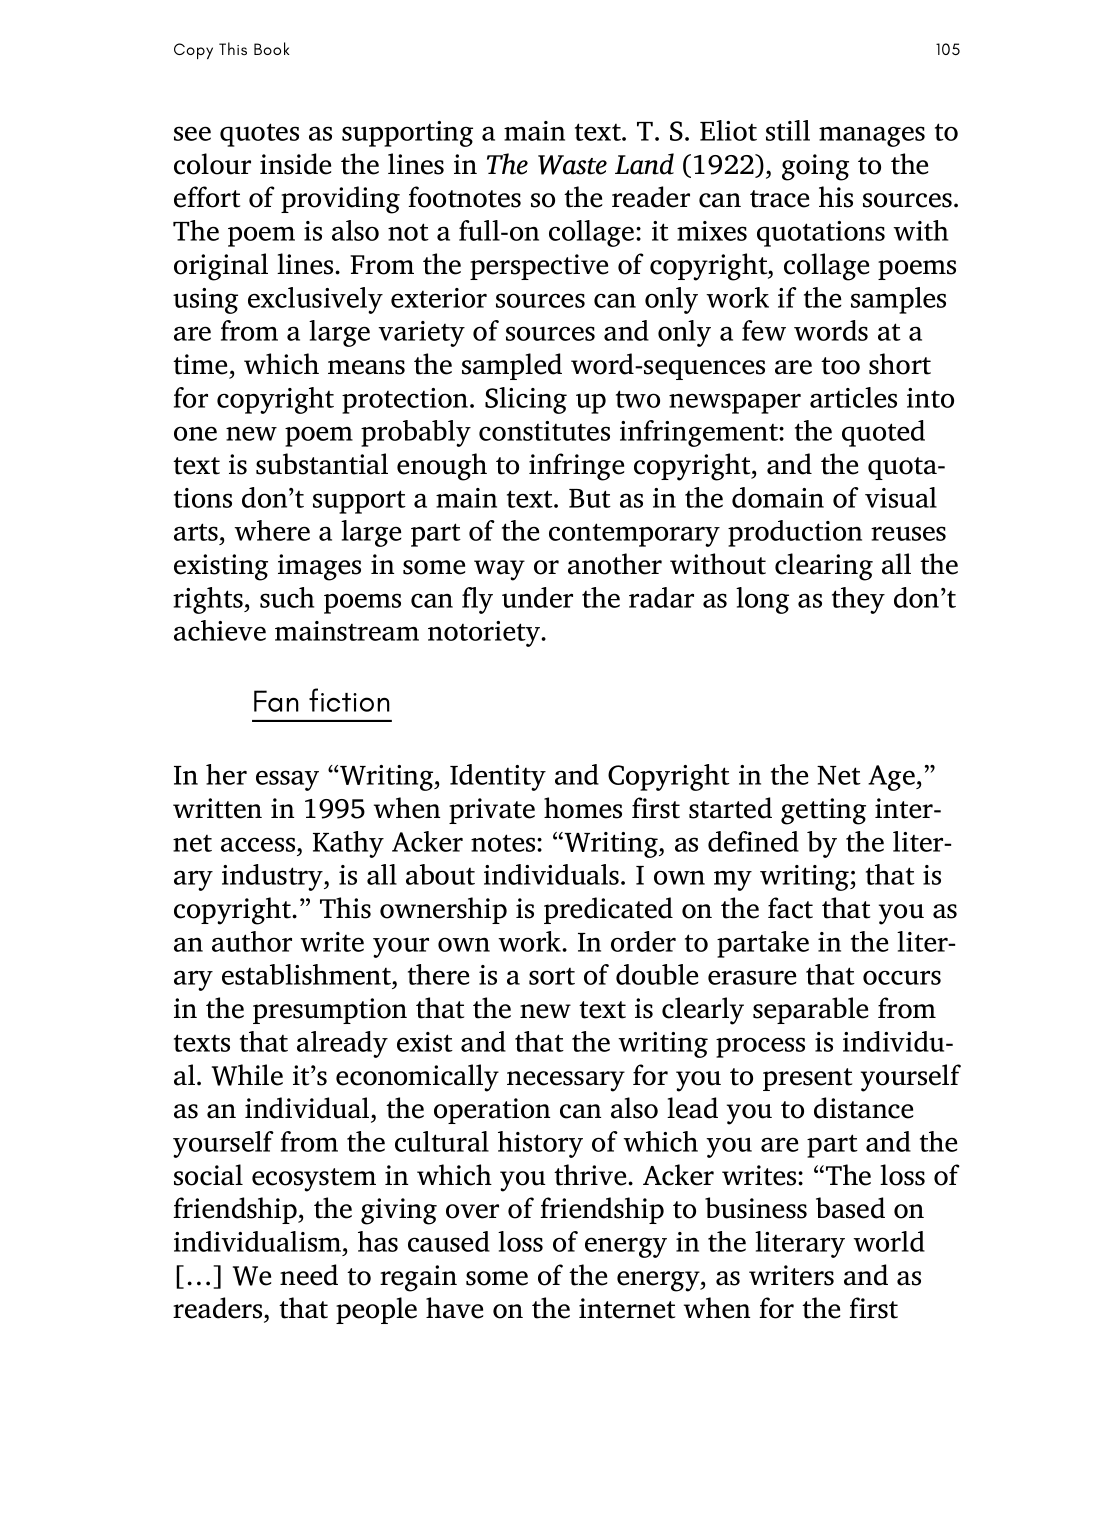 Copy This Book 105
see quotes as supporting a main text. T. S. Eliot still manages to
colour inside the lines in The Waste Land (1922), going to the
effort of providing footnotes so the reader can trace his sources.
The poem is also not a full-on collage: it mixes quotations with
original lines. From the perspective of copyright, collage poems
using exclusively exterior sources can only work if the samples
are from a large variety of sources and only a few words at a
time, which means the sampled word-sequences are too short
for copyright protection. Slicing up two newspaper articles into
one new poem probably constitutes infringement: the quoted
text is substantial enough to infringe copyright, and the quota-
tions don’t support a main text. But as in the domain of visual
arts, where a large part of the contemporary production reuses
existing images in some way or another without clearing all the
rights, such poems can fly under the radar as long as they don’t
achieve mainstream notoriety.
Fan fiction
In her essay “Writing, Identity and Copyright in the Net Age,”
written in 1995 when private homes first started getting inter-
net access, Kathy Acker notes: “Writing, as defined by the liter-
ary industry, is all about individuals. I own my writing; that is
copyright.” This ownership is predicated on the fact that you as
an author write your own work. In order to partake in the liter-
ary establishment, there is a sort of double erasure that occurs
in the presumption that the new text is clearly separable from
texts that already exist and that the writing process is individu-
al. While it’s economically necessary for you to present yourself
as an individual, the operation can also lead you to distance
yourself from the cultural history of which you are part and the
social ecosystem in which you thrive. Acker writes: “The loss of
friendship, the giving over of friendship to business based on
individualism, has caused loss of energy in the literary world
[…] We need to regain some of the energy, as writers and as
readers, that people have on the internet when for the first